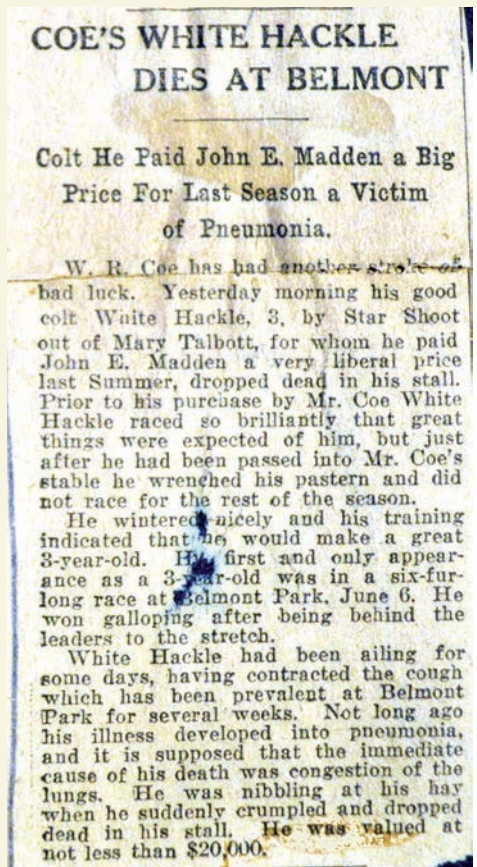 COE'S WHITE HACKLE
DIES AT BELMONT
Colt He Paid John E. Madden a Big
Price For Last Season a Victim
of Pneumonia.
W. R. Coe has had another stroke of
bad luck. Yesterday morning his good
colt White Hackle, 3, by Star Shoot
out of Mary Talbott, for whom he paid
John E. Madden a very liberal price
last Summer, dropped dead in his stall.
Prior to his purchase by Mr. Coe White
Hackle raced so brilliantly that great
things were expected of him, but just
after he had been passed into Mr. Coe's
stable he wrenched his pastern and did
not race for the rest of the season.
He wintered nicely and his training
indicated that he would make a great
3-year-old. His first and only appear-
ance as a 3-year-old was in a six-fur-
long race at Belmont Park, June 6. He
won galloping after being behind the
leaders to the stretch.
White Hackle had been ailing for
some days, having contracted the cough
which has been prevalent at Belmont
Park for several weeks. Not long ago
his illness developed into pneumonia,
and it is supposed that the immediate
cause of his death was congestion of the
lungs. He was nibbling at his hay
when he suddenly crumpled and dropped
dead in his stall. He was valued at
not less than $20,000.